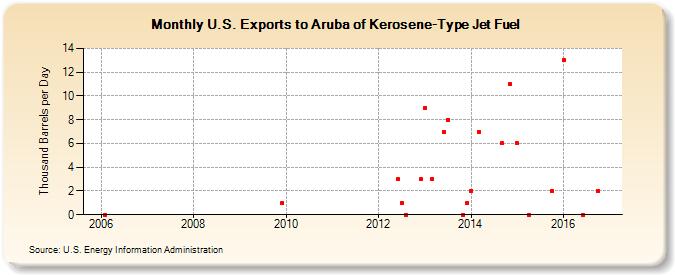 Monthly U.S. Exports to Aruba of Kerosene-Type Jet Fuel
Thousand Barrels per Day
14
12
10
8
6
4
2
0
2006 2008 2010 2012 2014 2016
Source: U.S. Energy Information Administration